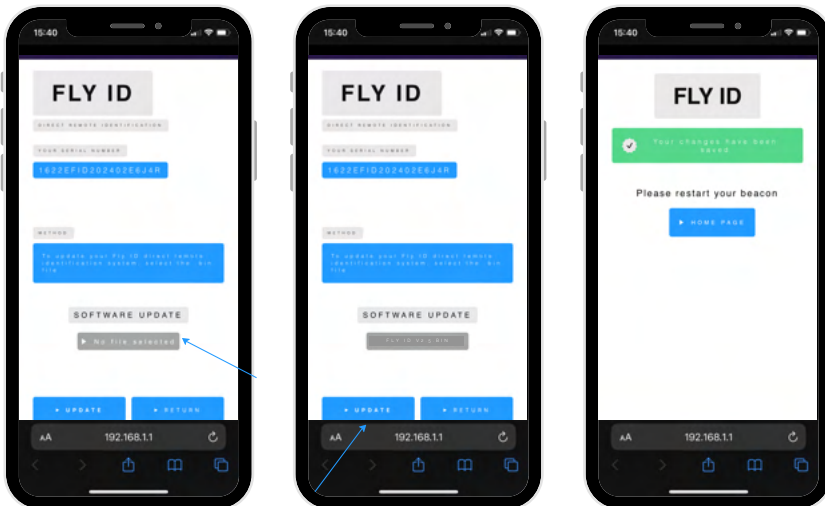 15:40
FLY ID
DIRECT REMOTE IDENTIFICATION
YOUR SERIAL NUMBER
1622EFID202402E6J4R
METHOD
To update your Fly ID direct remote
identification system, select the .bin
file
SOFTWARE UPDATE
No file selected
UPDATE
RETURN
AA
192.168.1.1
15:40
FLY ID
DIRECT REMOTE IDENTIFICATION
YOUR SERIAL NUMBER
1622EFID202402E6J4R
METHOD
To update your Fly ID direct remote
identification system, select the .bin
file
SOFTWARE UPDATE
UPDATE
RETURN
AA
192.168.1.1
15:40
FLY ID
Your changes have been
saved
Please restart your beacon
HOME PAGE
AA
192.168.1.1